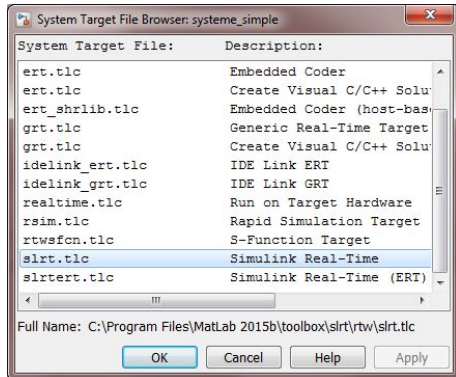 System Target File Browser: systeme_simple
System Target File: Description:
ert.tlc Embedded Coder
ert.tlc Create Visual C/C++ Solu
ert_shrlib.tlc Embedded Coder (host-bas
grt.tlc Generic Real-Time Target
grt.tlc Create Visual C/C++ Solu
idelink_ert.tlc IDE Link ERT
idelink_grt.tlc IDE Link GRT
realtime.tlc Run on Target Hardware
rsim.tlc Rapid Simulation Target
rtwsfcn.tlc S-Function Target
slrt.tlc Simulink Real-Time
slrtert.tlc Simulink Real-Time (ERT)
Full Name: C:\Program Files\MatLab 2015b\toolbox\slrt\rtw\slrt.tlc
OK Cancel Help Apply